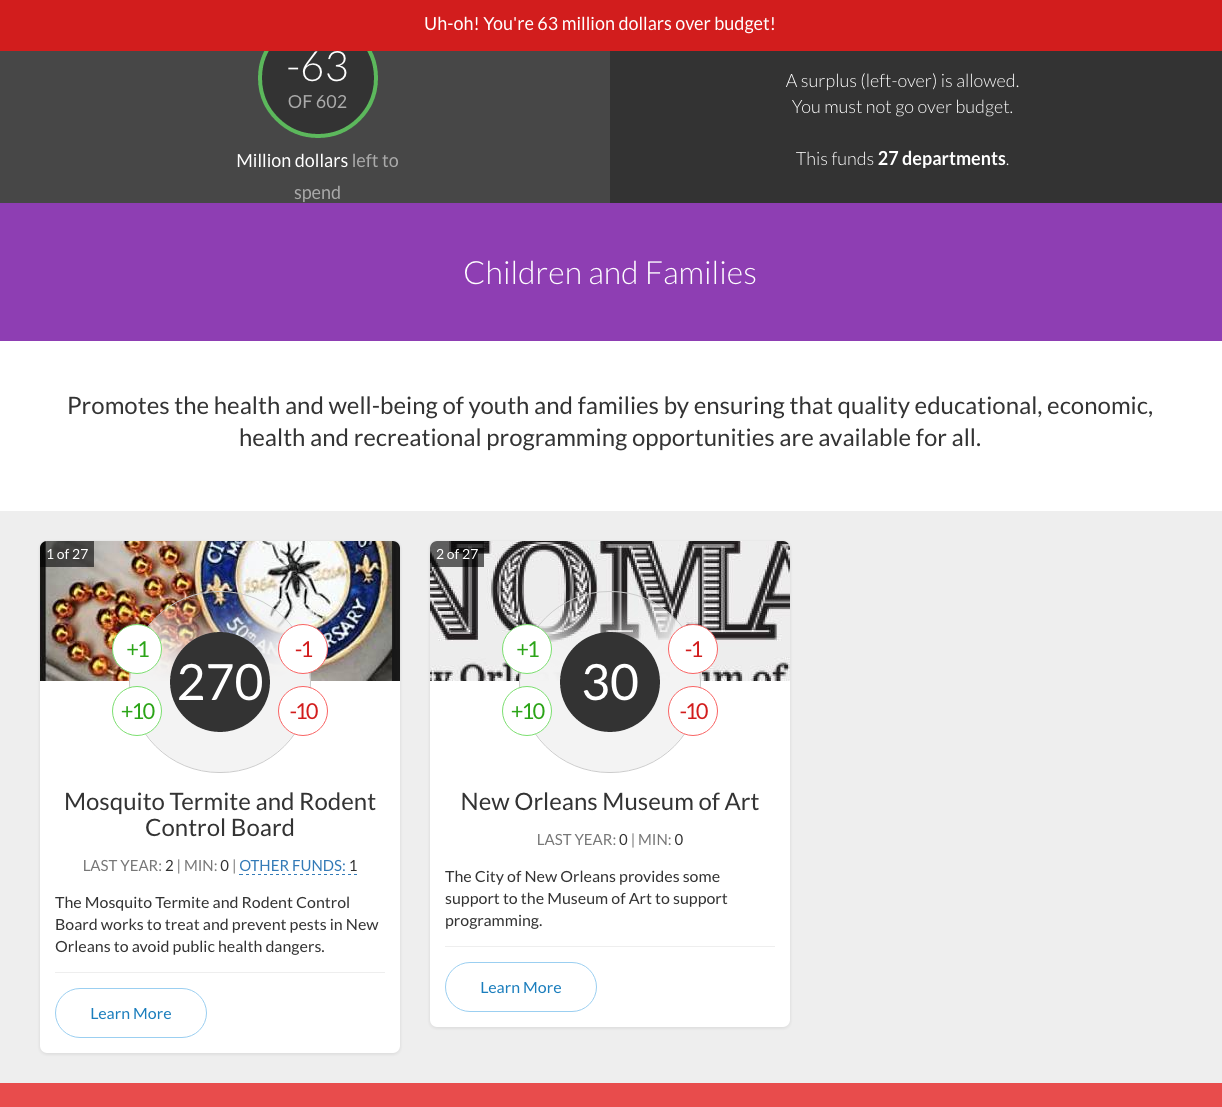 Uh-oh! You're 63 million dollars over budget!
-63
OF 602
Million dollars left to
spend
A surplus (left-over) is allowed.
You must not go over budget.
This funds 27 departments.
Children and Families
Promotes the health and well-being of youth and families by ensuring that quality educational, economic,
health and recreational programming opportunities are available for all.
1 of 27
1964
50th
+1
-1
270
+10
-10
Mosquito Termite and Rodent
Control Board
LAST YEAR: 2 | MIN: 0 | OTHER FUNDS: 1
The Mosquito Termite and Rodent Control
Board works to treat and prevent pests in New
Orleans to avoid public health dangers.
Learn More
2 of 27
NOMA
+1
-1
30
+10
-10
New Orleans Museum of Art
LAST YEAR: 0 | MIN: 0
The City of New Orleans provides some
support to the Museum of Art to support
programming.
Learn More